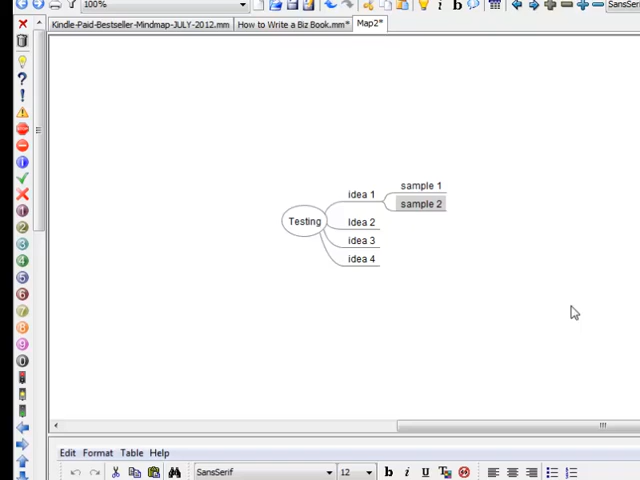 100%
SansSerif
Kindle-Paid-Bestseller-Mindmap-JULY-2012.mm
How to Write a Biz Book.mm*
Map2*
Testing
idea 1
sample 1
sample 2
Idea 2
idea 3
idea 4
Edit Format Table Help
SansSerif
12
b i U